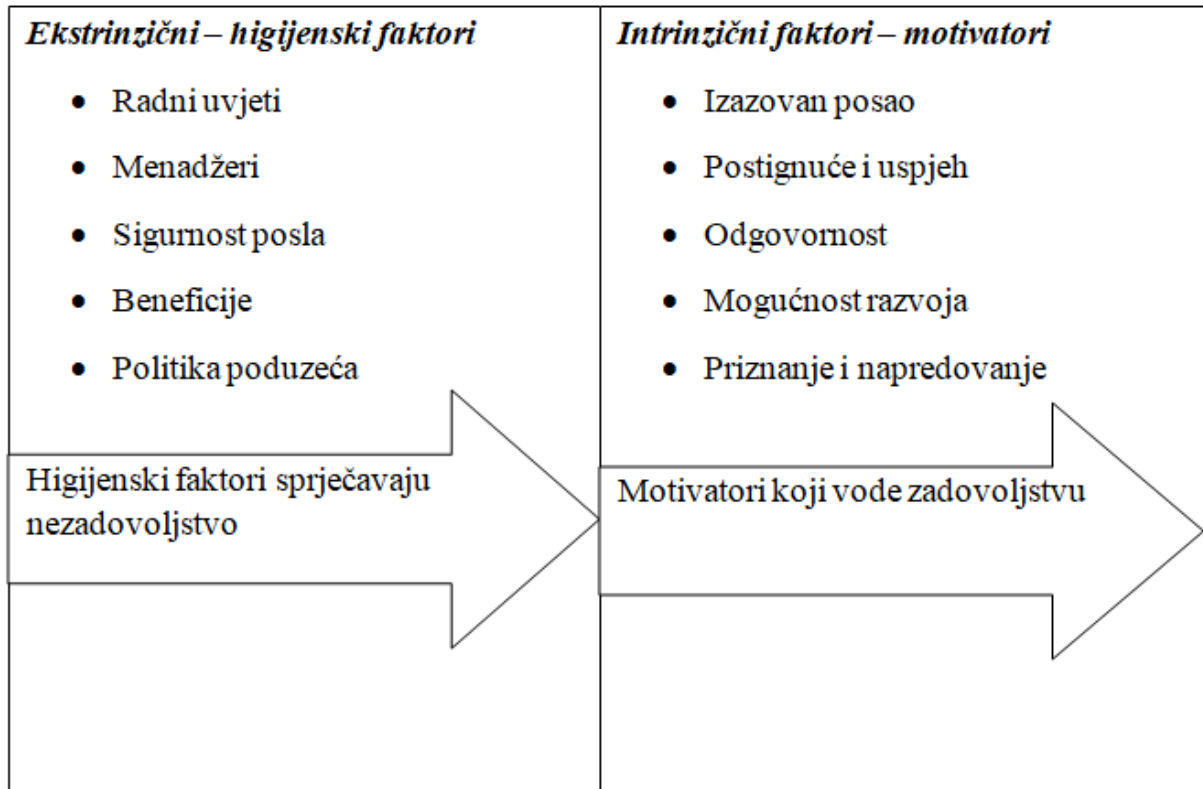 Ekstrinzični – higijenski faktori
• Radni uvjeti
• Menadžeri
• Sigurnost posla
• Beneficije
• Politika poduzeća
Higijenski faktori sprječavaju
nezadovoljstvo
Intrinzični faktori – motivatori
• Izazovan posao
• Postignuće i uspjeh
• Odgovornost
• Mogućnost razvoja
• Priznanje i napredovanje
Motivatori koji vode zadovoljstvu